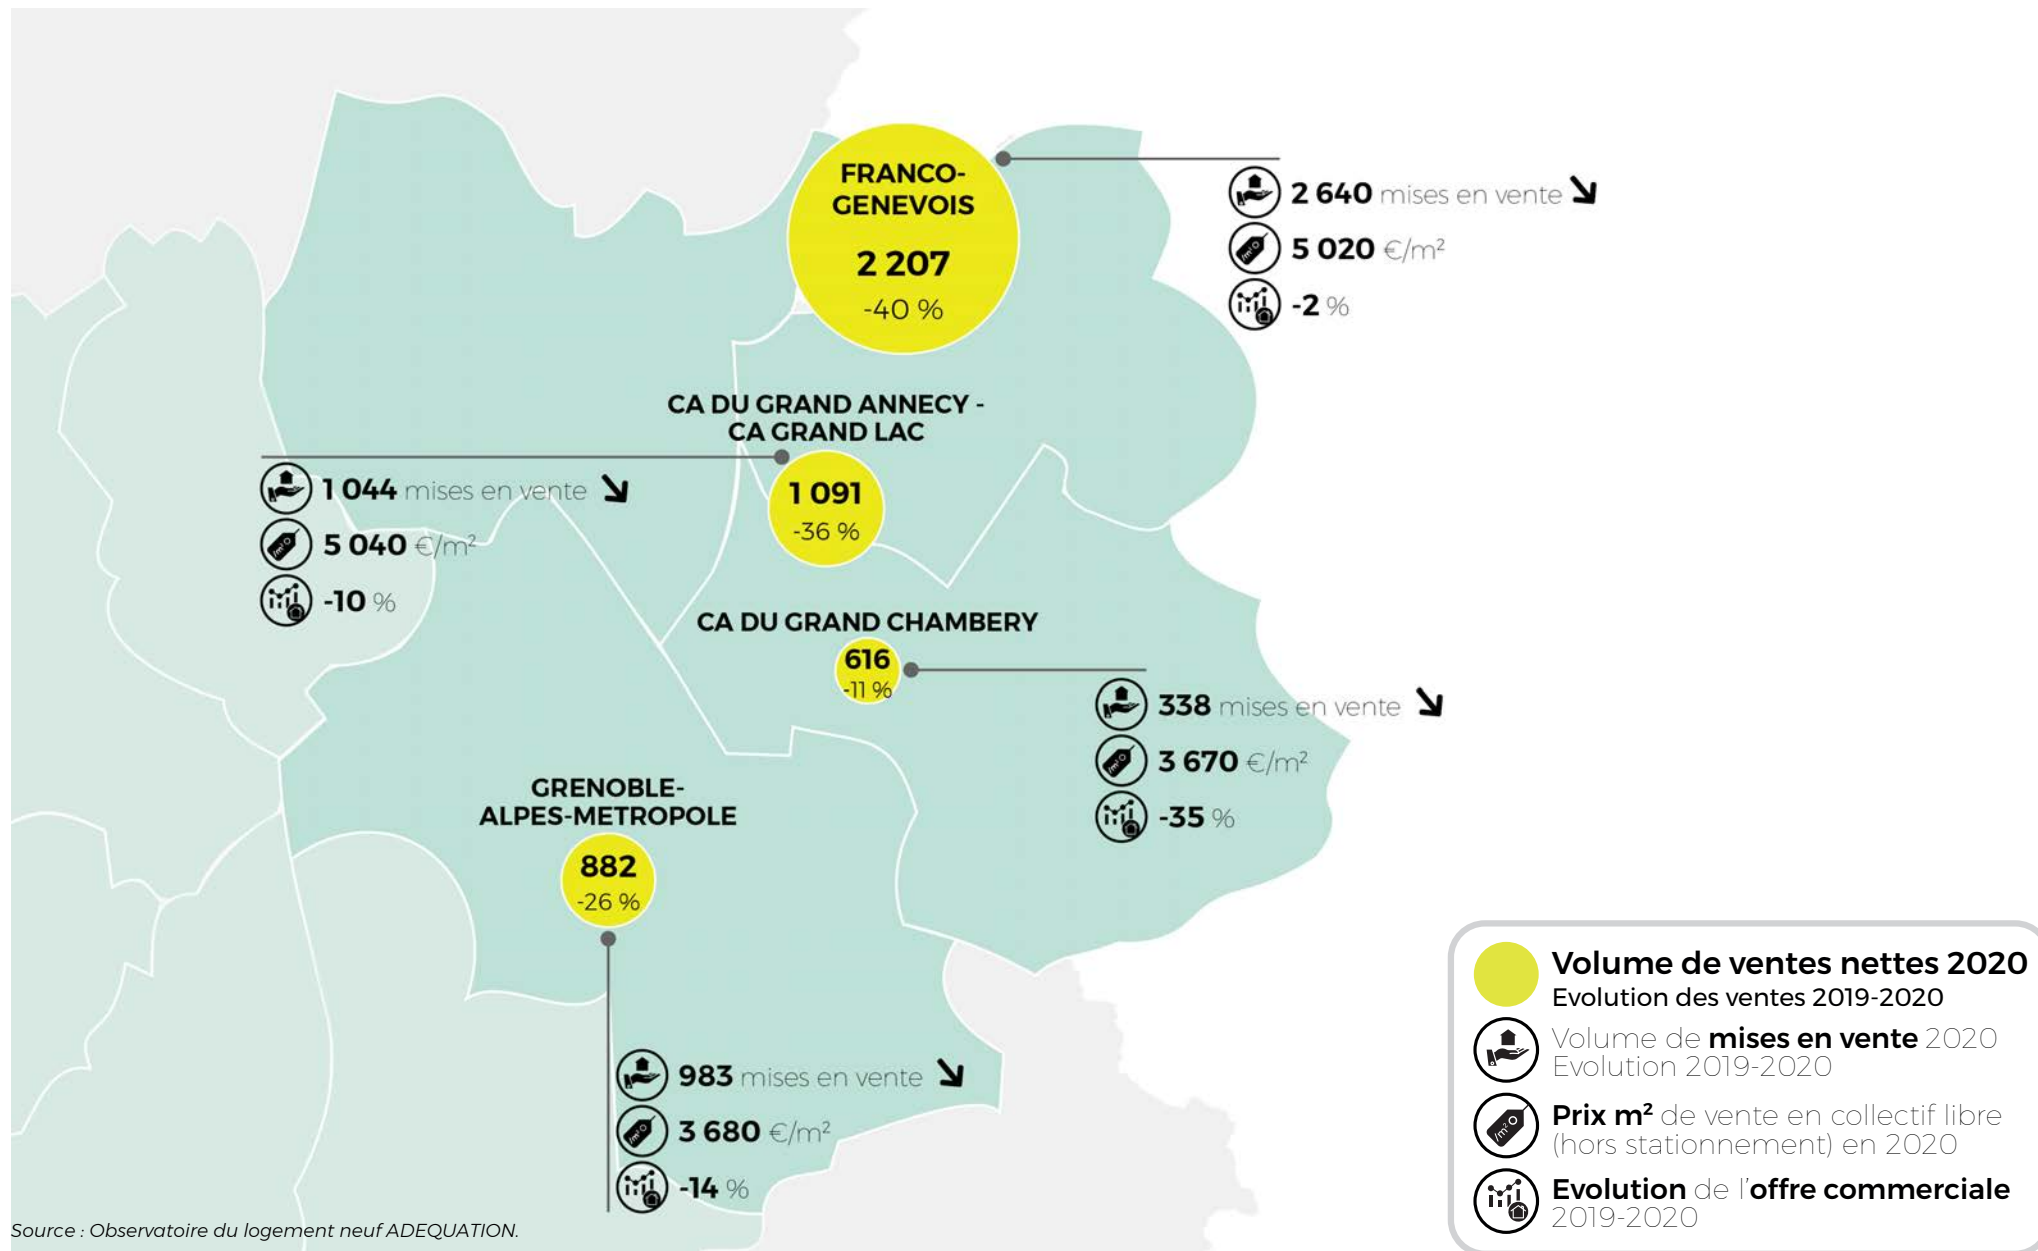 FRANCO-
GENEVOIS
2 207
-40 %
2 640 mises en vente
5 020 €/m²
-2 %
CA DU GRAND ANNECY -
CA GRAND LAC
1 091
-36 %
1 044 mises en vente
5 040 €/m²
-10 %
CA DU GRAND CHAMBERY
616
-11 %
338 mises en vente
3 670 €/m²
-35 %
GRENOBLE-
ALPES-METROPOLE
882
-26 %
983 mises en vente
3 680 €/m²
-14 %
Volume de ventes nettes 2020
Evolution des ventes 2019-2020
Volume de mises en vente 2020
Evolution 2019-2020
Prix m² de vente en collectif libre
(hors stationnement) en 2020
Evolution de l'offre commerciale
2019-2020
Source : Observatoire du logement neuf ADEQUATION.